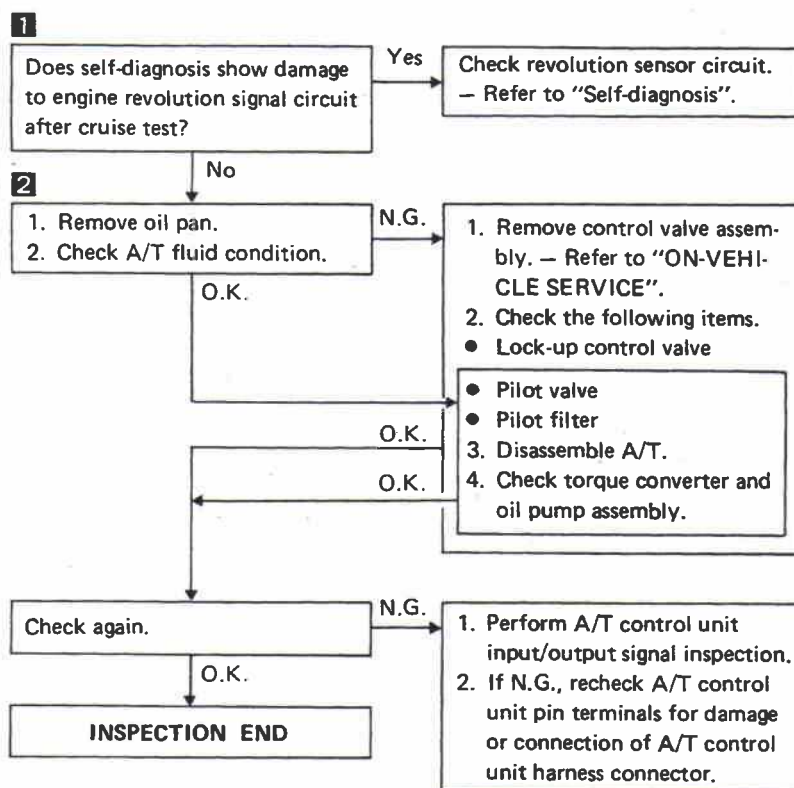 1
Does self-diagnosis show damage
to engine revolution signal circuit
after cruise test?
Yes
Check revolution sensor circuit.
— Refer to "Self-diagnosis".
No
2
1. Remove oil pan.
2. Check A/T fluid condition.
N.G.
O.K.
1. Remove control valve assem-
bly. — Refer to "ON-VEHI-
CLE SERVICE".
2. Check the following items.
● Lock-up control valve
● Pilot valve
● Pilot filter
3. Disassemble A/T.
4. Check torque converter and
oil pump assembly.
O.K.
O.K.
Check again.
N.G.
O.K.
1. Perform A/T control unit
input/output signal inspection.
2. If N.G., recheck A/T control
unit pin terminals for damage
or connection of A/T control
unit harness connector.
INSPECTION END